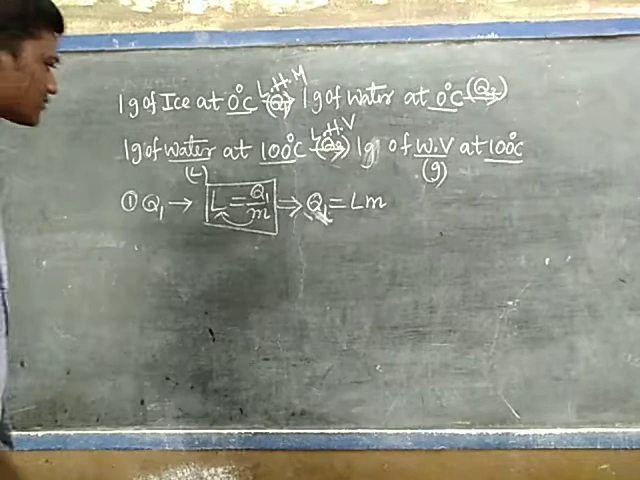 1g of Ice at 0°C L.H.M (Q1) → 1g of water at 0°C (Q2) →
1g of water (L) at 100°C L.H.V (Q3) → 1g of W.V (g) at 100°C
① Q1 → L = Q1/m ⇒ Q1 = Lm